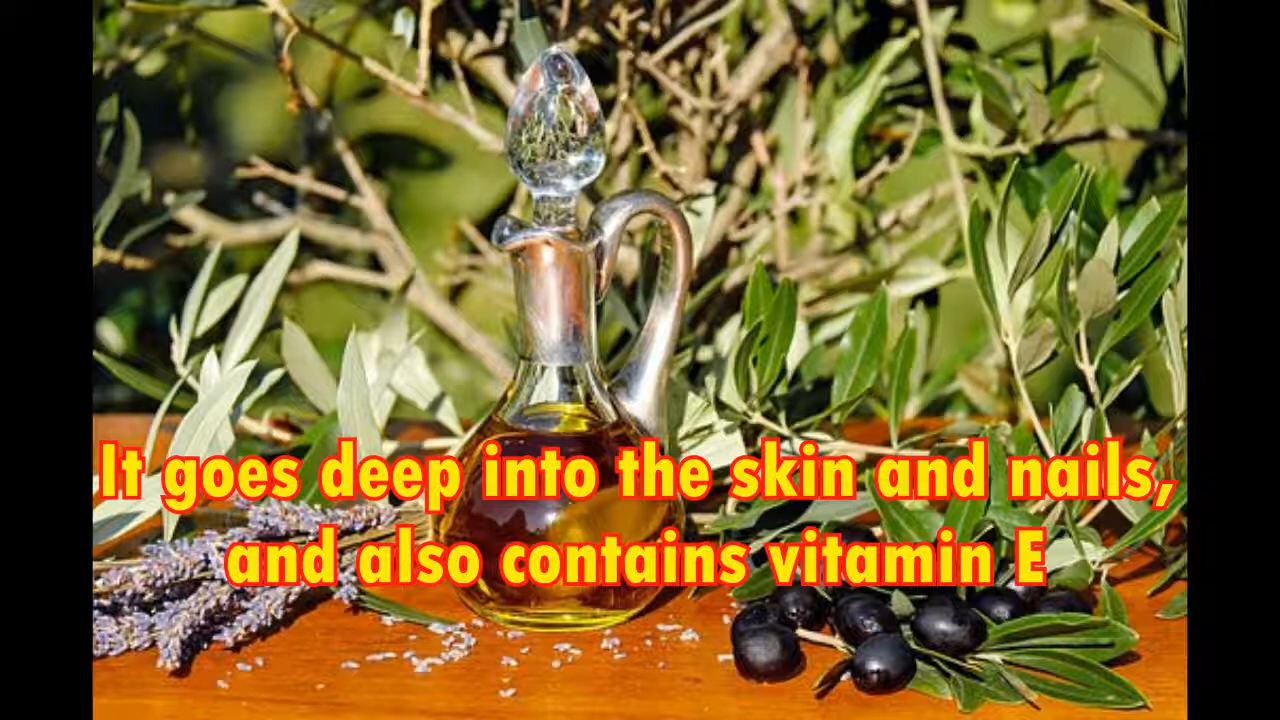 It goes deep into the skin and nails,
and also contains vitamin E